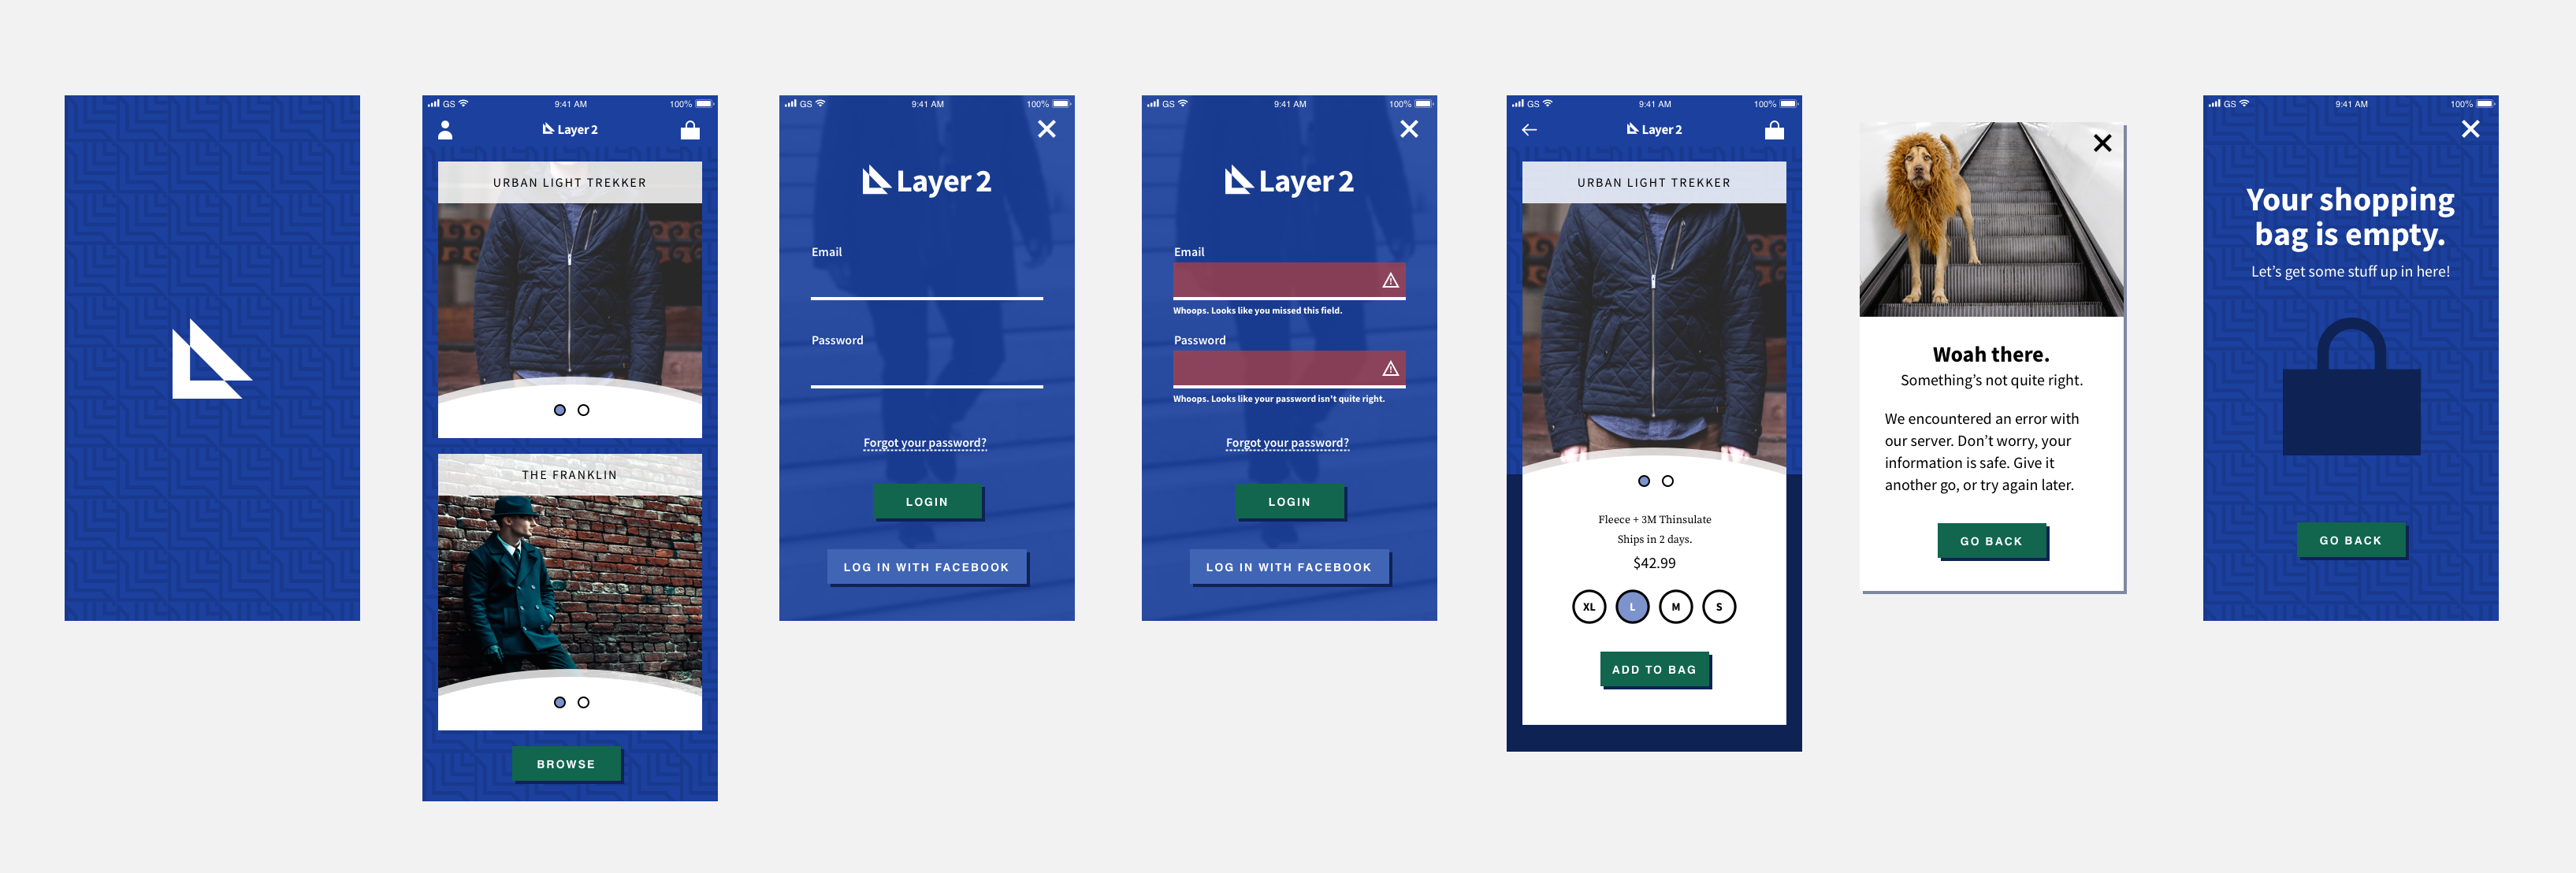 GS 9:41 AM 100%
Layer 2
URBAN LIGHT TREKKER
THE FRANKLIN
BROWSE
GS 9:41 AM 100%
Layer 2
Email
Password
Forgot your password?
LOGIN
LOG IN WITH FACEBOOK
GS 9:41 AM 100%
Layer 2
Email
Whoops. Looks like you missed this field.
Password
Whoops. Looks like your password isn't quite right.
Forgot your password?
LOGIN
LOG IN WITH FACEBOOK
GS 9:41 AM 100%
Layer 2
URBAN LIGHT TREKKER
Fleece + 3M Thinsulate
Ships in 2 days.
$42.99
XL L M S
ADD TO BAG
Woah there.
Something’s not quite right.
We encountered an error with
our server. Don’t worry, your
information is safe. Give it
another go, or try again later.
GO BACK
GS 9:41 AM 100%
Your shopping
bag is empty.
Let’s get some stuff up in here!
GO BACK